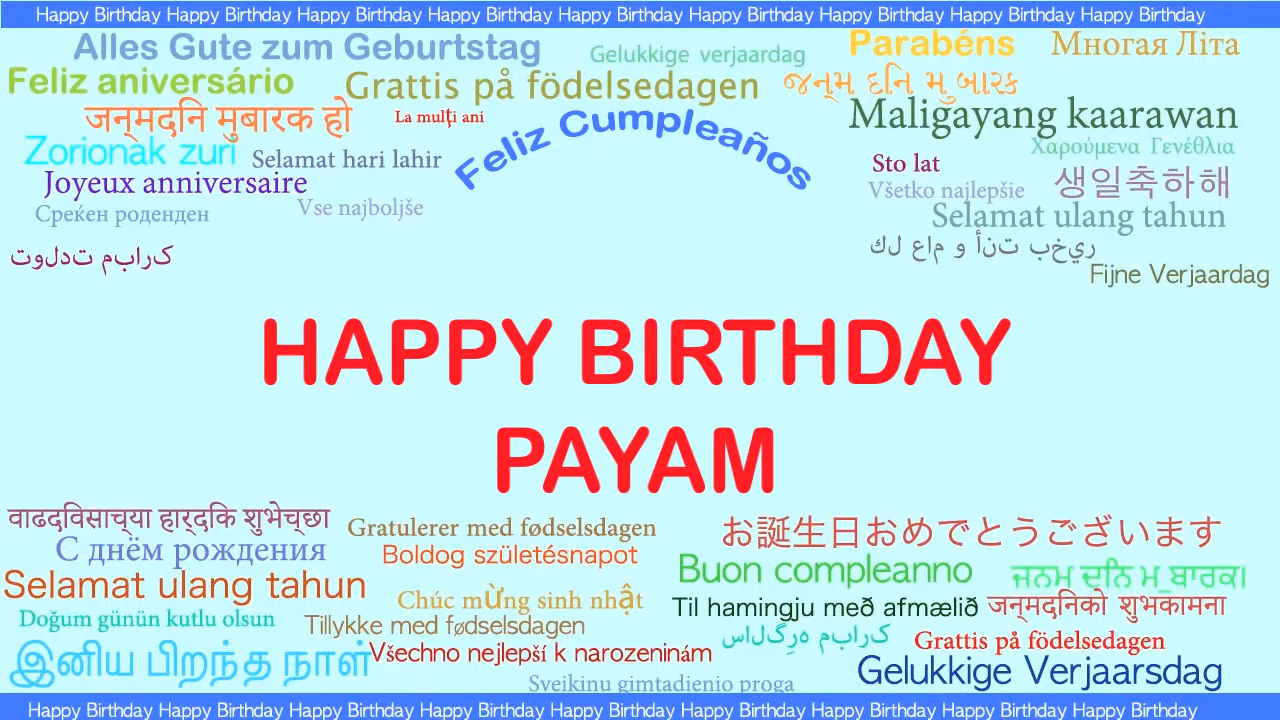 Happy Birthday Happy Birthday Happy Birthday Happy Birthday Happy Birthday Happy Birthday Happy Birthday Happy Birthday Happy Birthday
Alles Gute zum Geburtstag
Gelukkige verjaardag
Parabéns
Многая Літа
Feliz aniversário
Grattis på födelsedagen
જન્મ દનિ મુ બારક
जन्मदनि मुबारक हो
La mulţi ani
Feliz Cumpleaños
Maligayang kaarawan
Zorionak zuri
Selamat hari lahir
Χαρούμενα Γενέθλια
Sto lat
Joyeux anniversaire
Všetko najlepšie
생일축하해
Среќен роденден
Vse najboljše
Selamat ulang tahun
تولدت مبارک
كل عام و أنت بخير
Fijne Verjaardag
HAPPY BIRTHDAY
PAYAM
वाढदविसाच्या हार्दकि शुभेच्छा
Gratulerer med fødselsdagen
お誕生日おめでとうございます
С днём рождения
Boldog születésnapot
Buon compleanno
ਜਨਮ ਦਨਿ ਮੁਬਾਰਕ।
Selamat ulang tahun
Chúc mừng sinh nhật
Til hamingju með afmælið
जन्मदनिको शुभकामना
Doğum günün kutlu olsun
Tillykke med fødselsdagen
سالگرہ مبارک
Grattis på födelsedagen
இனிய பிறந்த நாள்
Všechno nejlepší k narozeninám
Gelukkige Verjaarsdag
Sveikinu gimtadienio proga
Happy Birthday Happy Birthday Happy Birthday Happy Birthday Happy Birthday Happy Birthday Happy Birthday Happy Birthday Happy Birthday